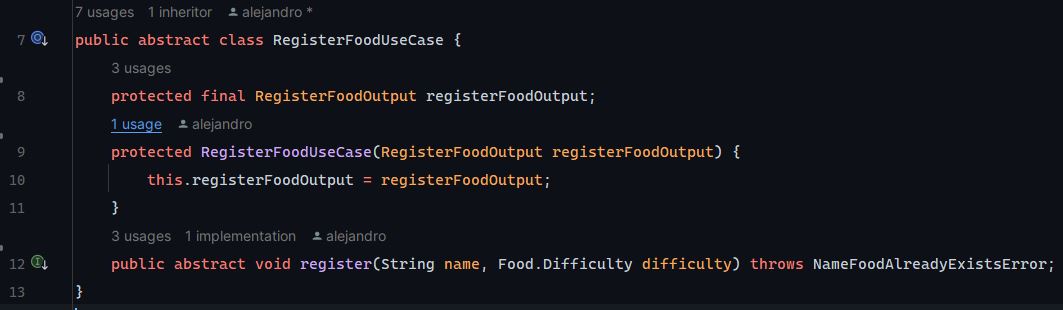 7 usages 1 inheritor alejandro *
7 public abstract class RegisterFoodUseCase {
3 usages
8 protected final RegisterFoodOutput registerFoodOutput;
1 usage alejandro
9 protected RegisterFoodUseCase(RegisterFoodOutput registerFoodOutput) {
10 this.registerFoodOutput = registerFoodOutput;
11 }
3 usages 1 implementation alejandro
12 public abstract void register(String name, Food.Difficulty difficulty) throws NameFoodAlreadyExistsError;
13 }